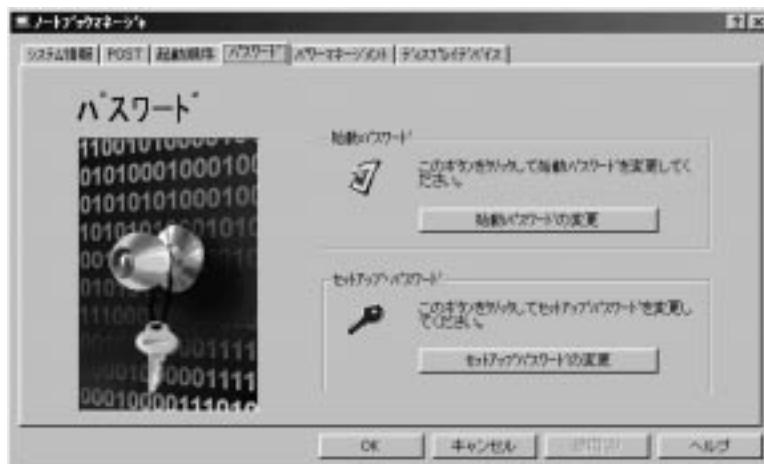 ノートブックマネージャ
システム情報 POST 起動順序 パスワード パワーマネージメント ディスプレイデバイス
パスワード
始動パスワード
このボタンをクリックして始動パスワードを変更してく
ださい。
始動パスワードの変更
セットアップパスワード
このボタンをクリックしてセットアップパスワードを変更し
てください。
セットアップパスワードの変更
OK キャンセル ヘルプ